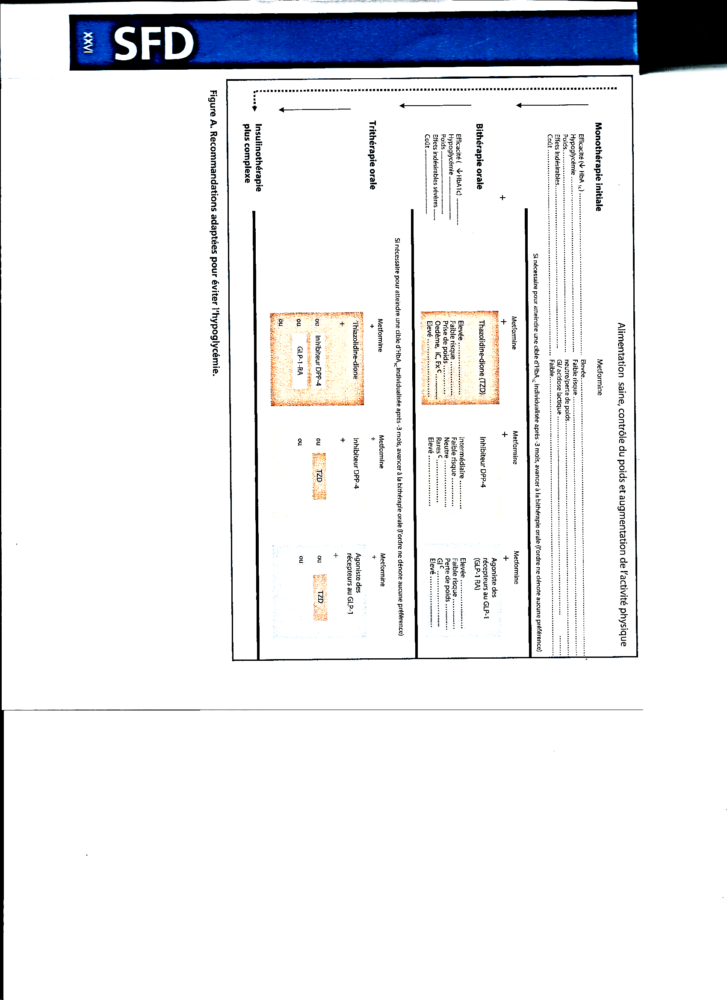 SFD
XXVI
Alimentation saine, contrôle du poids et augmentation de l'activité physique
Metformine
Monothérapie initiale
Efficacité (↓ HbA 1c) .......... Elevée..........
Hypoglycémie .......... Faible risque..........
Poids.......... neutre/perte de poids..........
Effets Indésirables.......... GI/ acidose lactique ..........
Coût .......... Faible..........
Si nécessaire pour atteindre une cible d'HbA1C, individualisée après -3 mois, avancer à la bithérapie orale (l'ordre ne dénote aucune préférence)
Metformine Metformine Metformine
+ + + +
Bithérapie orale
Thazolidine-dione (TZD) Inhibiteur DPP-4 Agoniste des
récepteurs au GLP-1
(GLP-1 RA)
Efficacité ( ↓ HbA1c) .......... Elevée .......... Intermédiaire .......... Elevée ..........
Hypoglycémie .......... Faible risque .......... Faible risque .......... Faible risque ..........
Poids .......... Prise de poids .......... Neutre .......... Perte de poids ..........
Effets indésirables sévères ........ Oedème, IC, Fx C .......... Rares C .......... GI C ..........
Coût .......... Elevé .......... Elevé .......... Elevé ..........
Si nécessaire pour atteindre une cible d'HbA1C individualisée après -3 mois, avancer à la bithérapie orale (l'ordre ne dénote aucune préférence)
Metformine Metformine Metformine
+ + +
Trithérapie orale
Thiazolidine-dione Inhibiteur DPP-4 Agoniste des
récepteurs au GLP-1
+ + +
ou Inhibiteur DPP-4 ou TZD ou TZD
ou GLP-1-RA ou ou
ou
Insulinothérapie
plus complexe
Figure A. Recommandations adaptées pour éviter l'hypoglycémie.